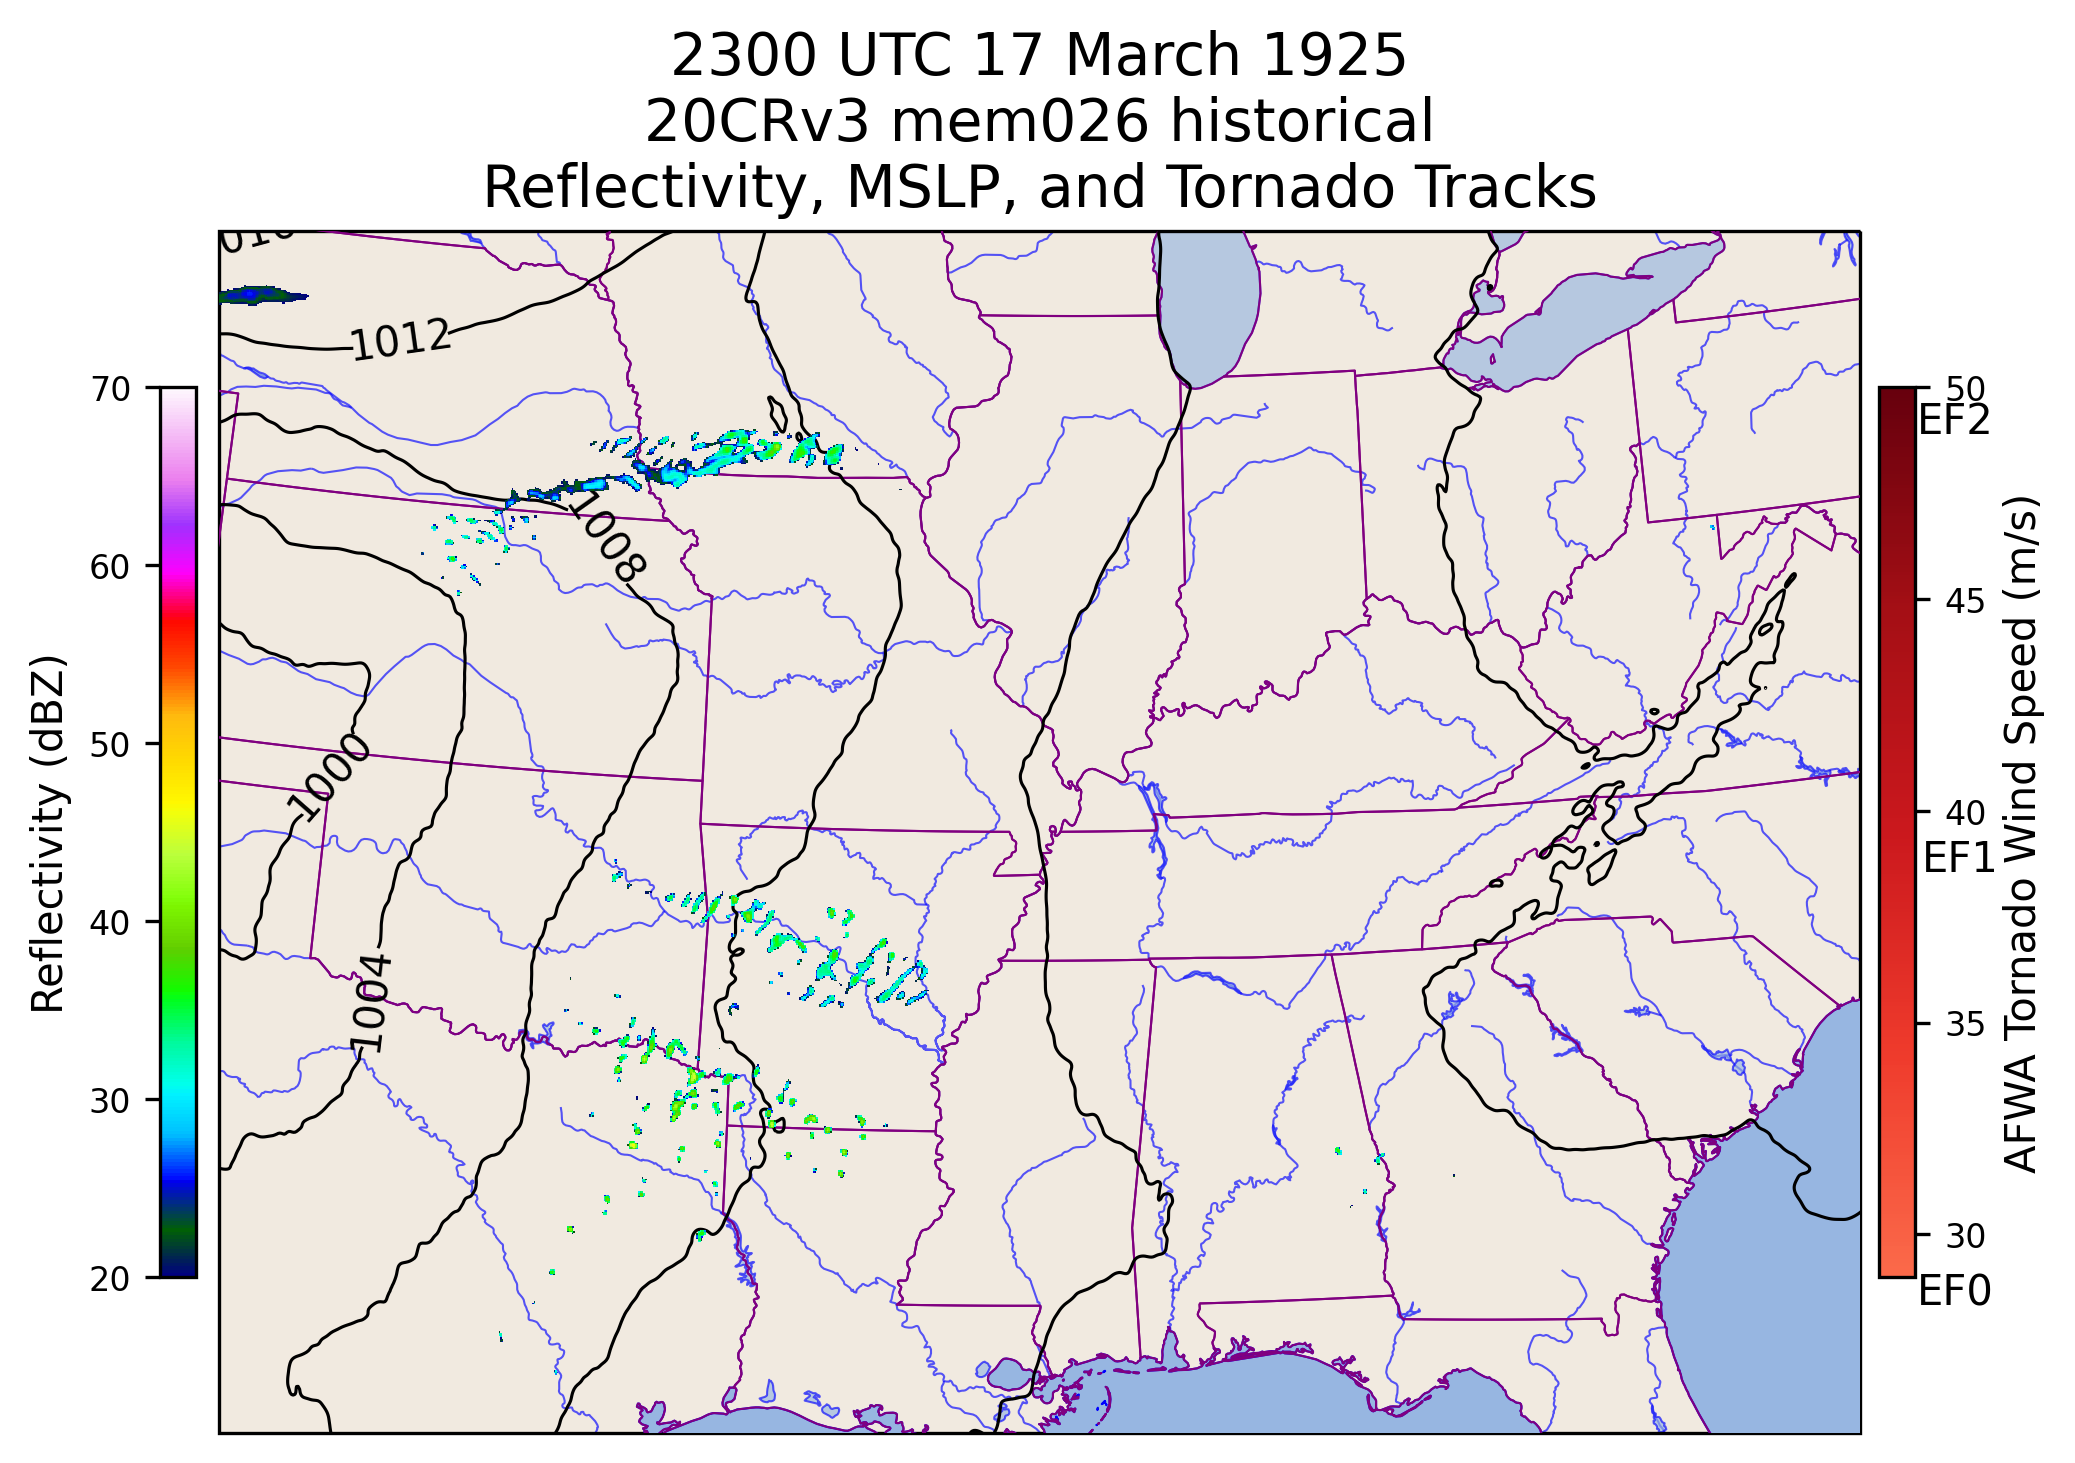 2300 UTC 17 March 1925
20CRv3 mem026 historical
Reflectivity, MSLP, and Tornado Tracks
1012
1008
1000
1004
70
60
50
40
30
20
Reflectivity (dBZ)
50
EF2
45
40
EF1
35
30
EF0
AFWA Tornado Wind Speed (m/s)